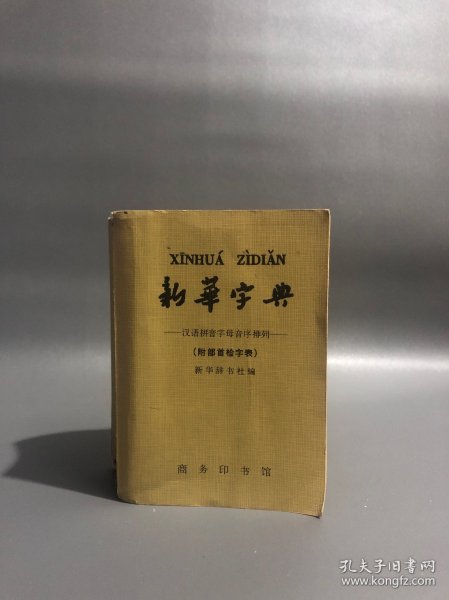 XĪNHUÁ ZÌDIǍN
新華字典
——汉语拼音字母音序排列——
(附部首检字表)
新华辞书社编
商务印书馆
孔夫子旧书网
www.kongfz.com